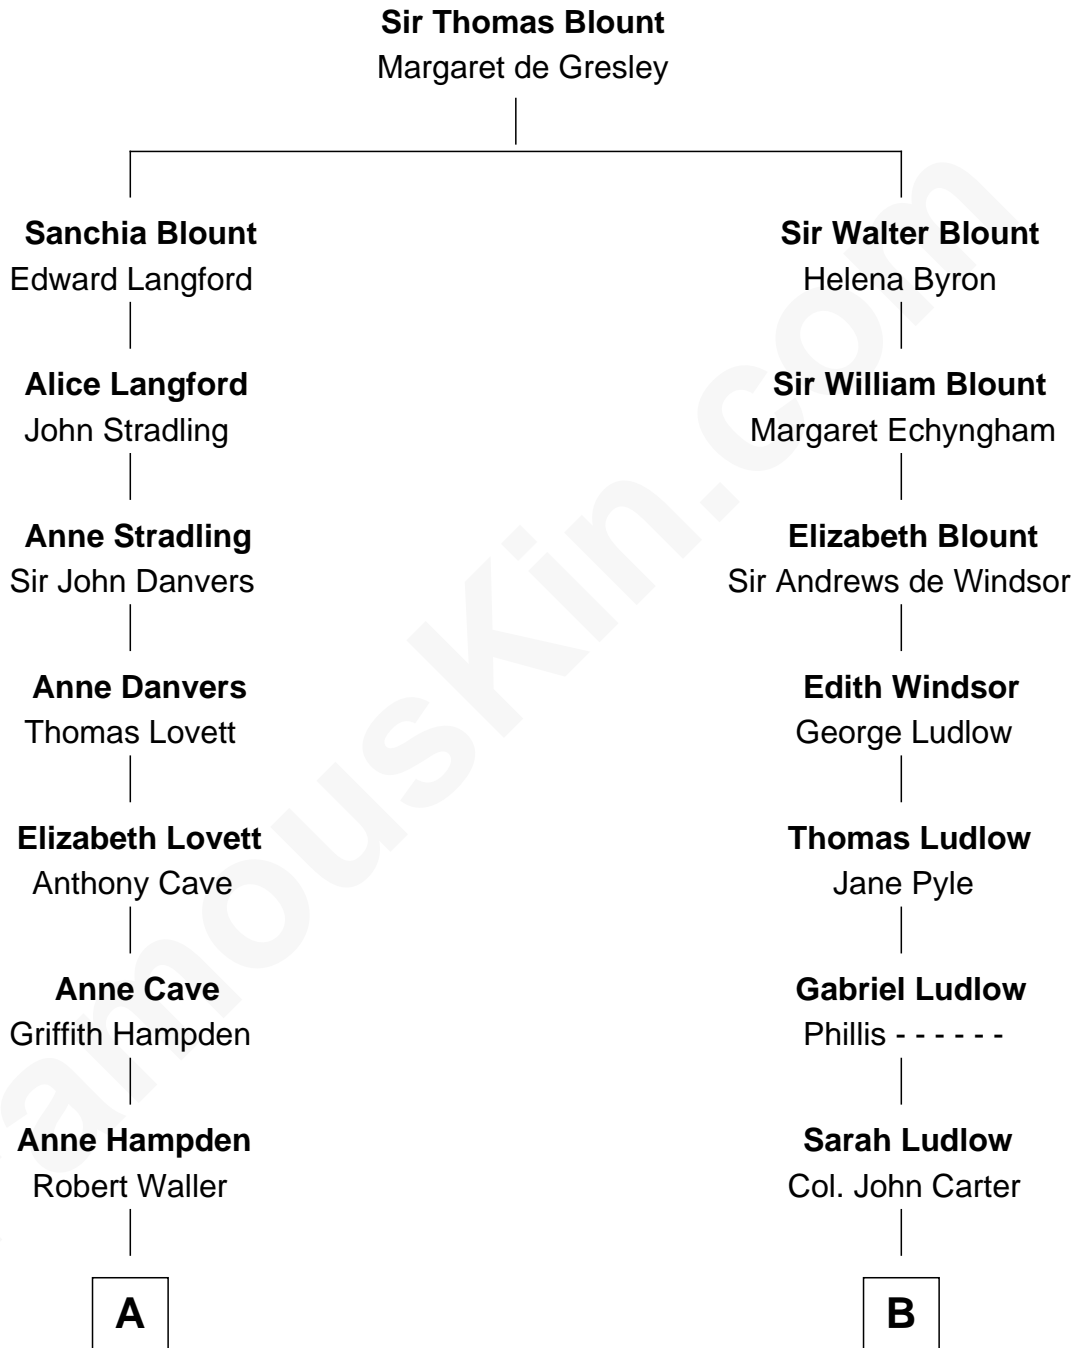 Sir Thomas Blount
Margaret de Gresley
Sanchia Blount
Edward Langford
Sir Walter Blount
Helena Byron
Alice Langford
John Stradling
Sir William Blount
Margaret Echyngham
Anne Stradling
Sir John Danvers
Elizabeth Blount
Sir Andrews de Windsor
Anne Danvers
Thomas Lovett
Edith Windsor
George Ludlow
Elizabeth Lovett
Anthony Cave
Thomas Ludlow
Jane Pyle
Anne Cave
Griffith Hampden
Gabriel Ludlow
Phillis - - - - - -
Anne Hampden
Robert Waller
Sarah Ludlow
Col. John Carter
A
B
amousKin.com